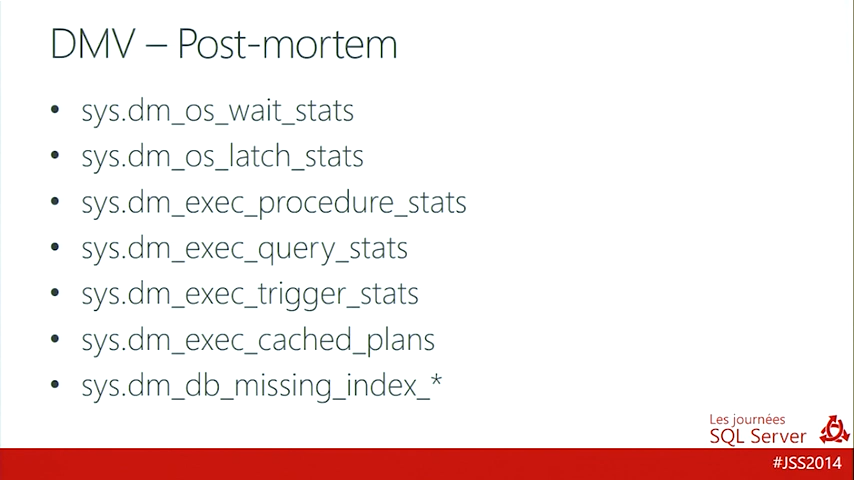 DMV – Post-mortem
• sys.dm_os_wait_stats
• sys.dm_os_latch_stats
• sys.dm_exec_procedure_stats
• sys.dm_exec_query_stats
• sys.dm_exec_trigger_stats
• sys.dm_exec_cached_plans
• sys.dm_db_missing_index_*
Les journées
SQL Server
#JSS2014